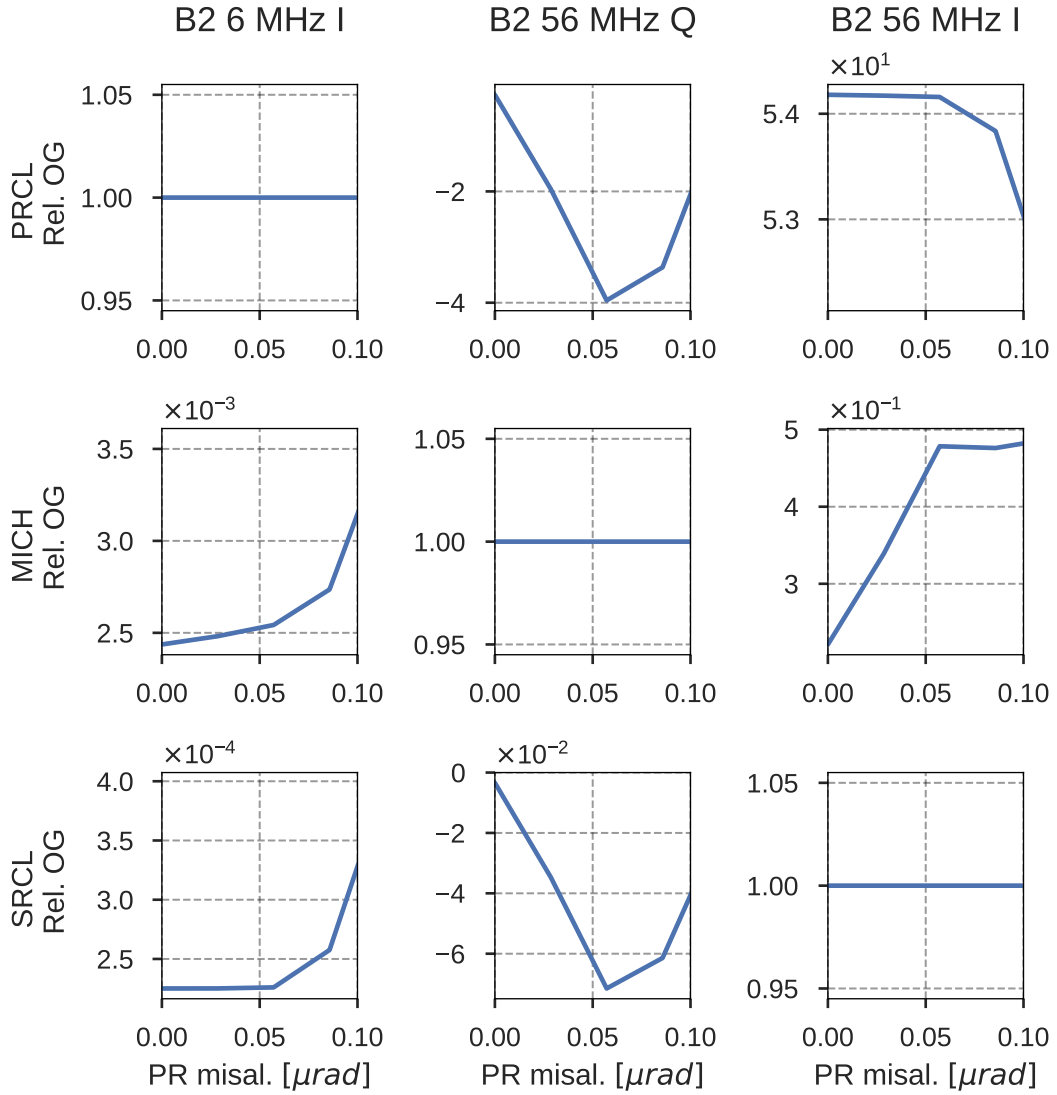 B2 6 MHz I
B2 56 MHz Q
B2 56 MHz I
PRCL
Rel. OG
1.05
1.00
0.95
0.00 0.05 0.10
−2
−4
0.00 0.05 0.10
×10¹
5.4
5.3
0.00 0.05 0.10
MICH
Rel. OG
×10⁻³
3.5
3.0
2.5
0.00 0.05 0.10
1.05
1.00
0.95
0.00 0.05 0.10
×10⁻¹
5
4
3
0.00 0.05 0.10
SRCL
Rel. OG
×10⁻⁴
4.0
3.5
3.0
2.5
0.00 0.05 0.10
PR misal. [μrad]
×10⁻²
0
−2
−4
−6
0.00 0.05 0.10
PR misal. [μrad]
1.05
1.00
0.95
0.00 0.05 0.10
PR misal. [μrad]